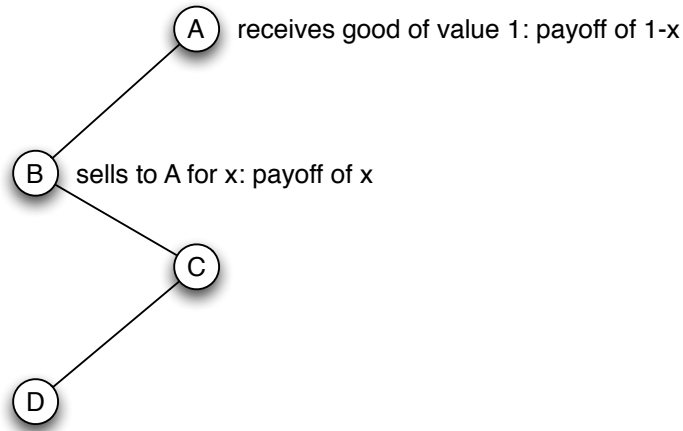 A receives good of value 1: payoff of 1-x
B sells to A for x: payoff of x
C
D